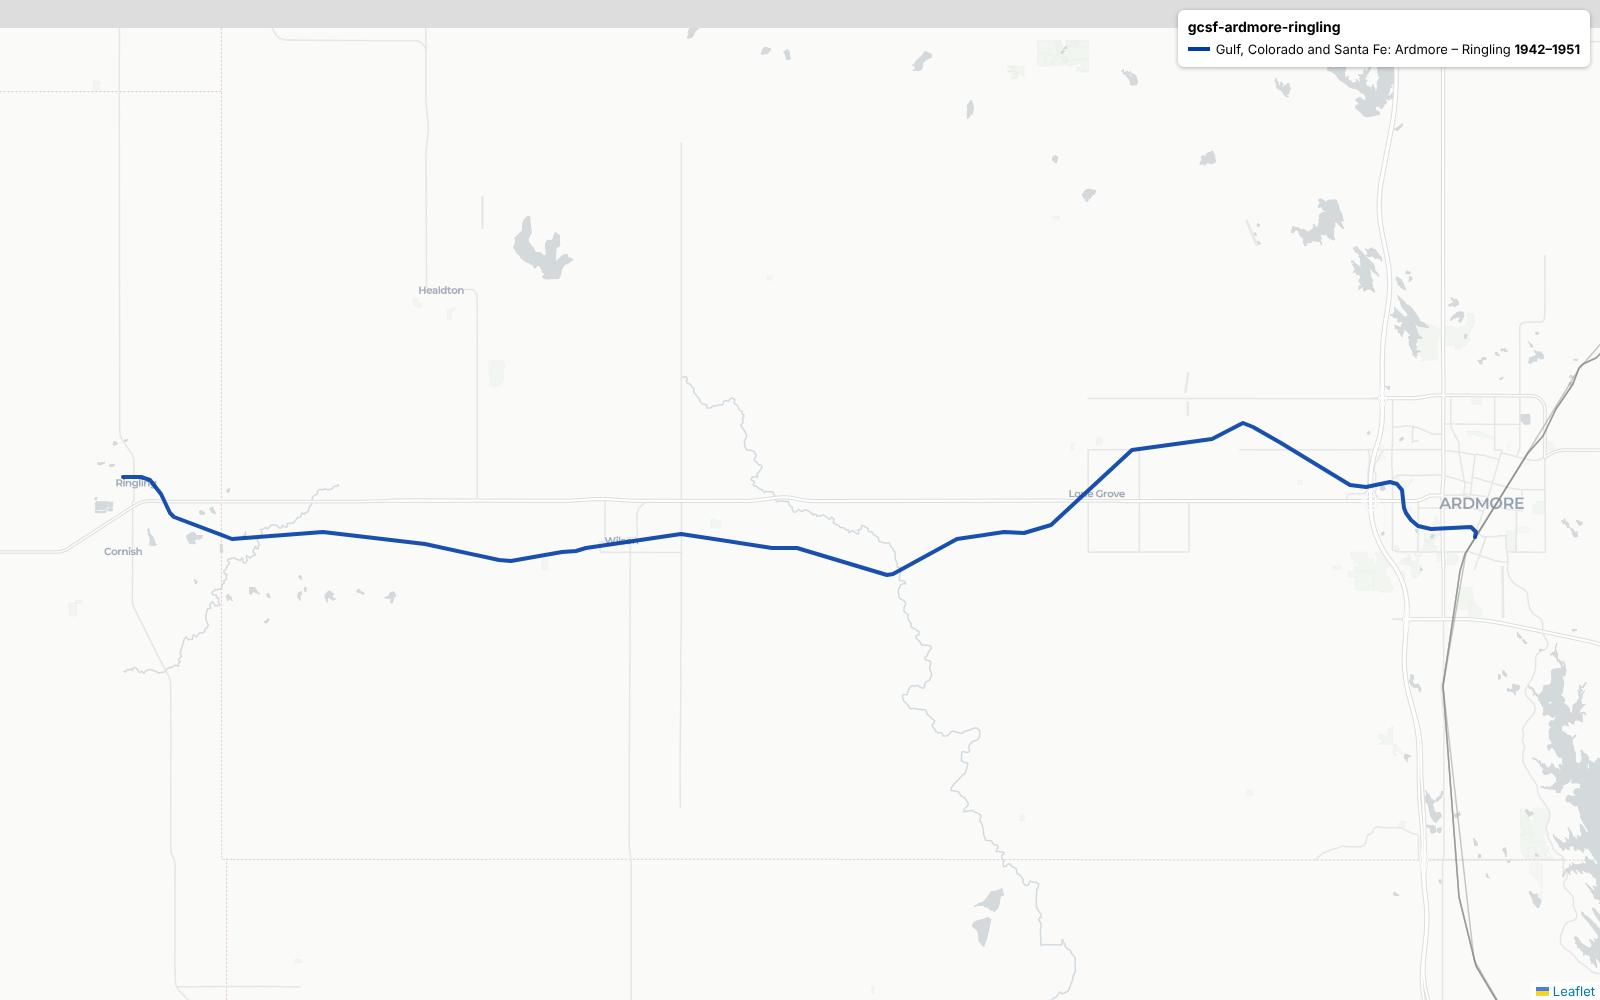 gcsf-ardmore-ringling
Gulf, Colorado and Santa Fe: Ardmore – Ringling 1942–1951
Healdton
Ringling
Lone Grove
ARDMORE
Wilson
Cornish
Leaflet